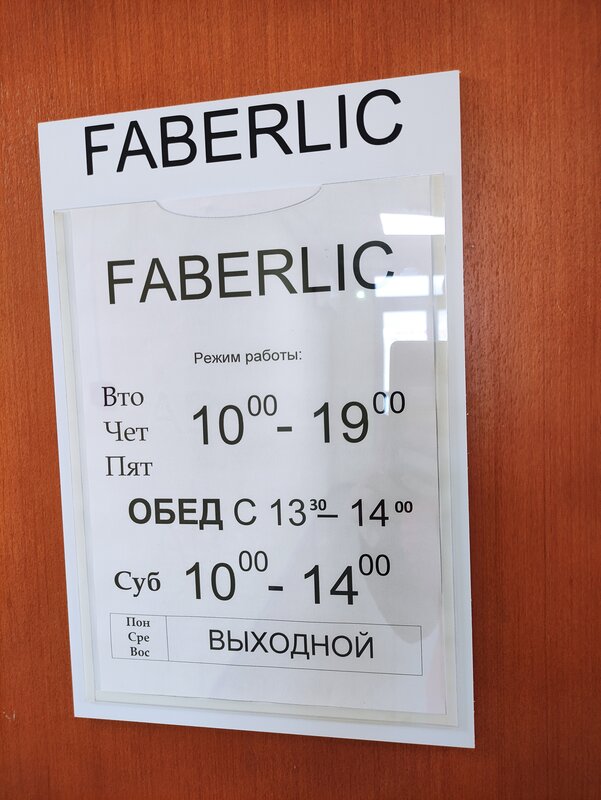 FABERLIC
FABERLIC
Режим работы:
Вто
Чет
Пят
10⁰⁰ - 19⁰⁰
ОБЕД С 13³⁰ – 14⁰⁰
Суб 10⁰⁰ - 14⁰⁰
Пон
Сре
Вос
ВЫХОДНОЙ